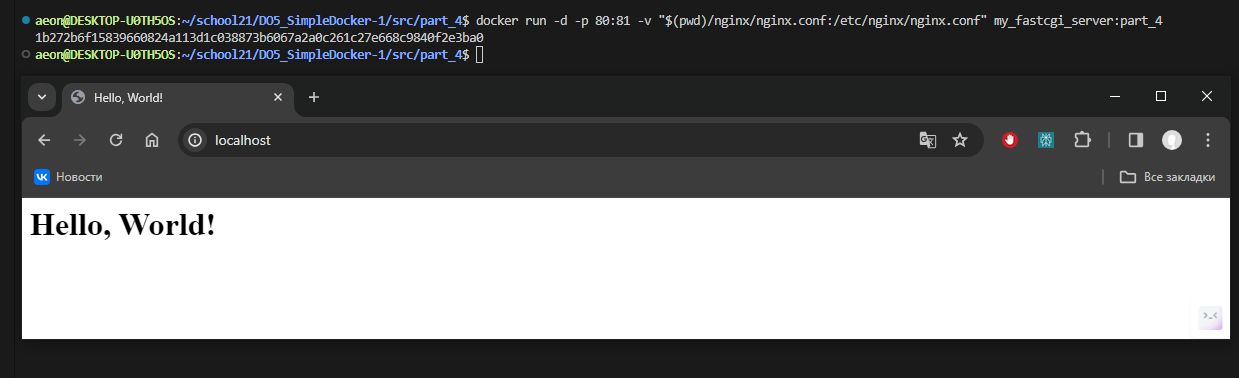 aeon@DESKTOP-U0TH5OS:~/school21/DO5_SimpleDocker-1/src/part_4$ docker run -d -p 80:81 -v "$(pwd)/nginx/nginx.conf:/etc/nginx/nginx.conf" my_fastcgi_server:part_4
1b272b6f15839660824a113d1c038873b6067a2a0c261c27e668c9840f2e3ba0
aeon@DESKTOP-U0TH5OS:~/school21/DO5_SimpleDocker-1/src/part_4$
Hello, World!
localhost
Новости
Все закладки
Hello, World!